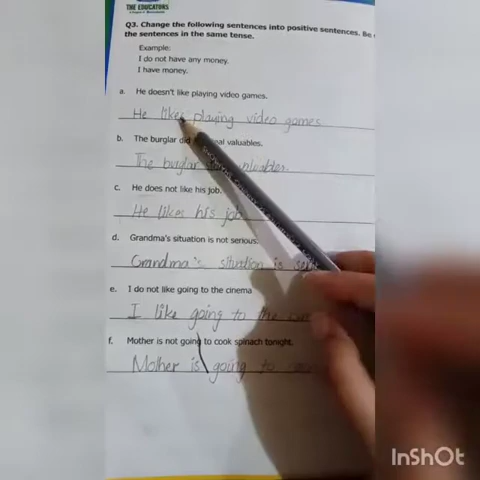 THE EDUCATORS
Q3. Change the following sentences into positive sentences. Be
the sentences in the same tense.
Example:
I do not have any money.
I have money.
a. He doesn't like playing video games.
He likes playing video games
b. The burglar did valuables.
The buglar
c. He does not like his job.
He likes his job
d. Grandma's situation is not serious.
Grandma's situation is
e. I do not like going to the cinema
I like going to the
f. Mother is not going to cook spinach tonight.
Mother is going to
InShOt